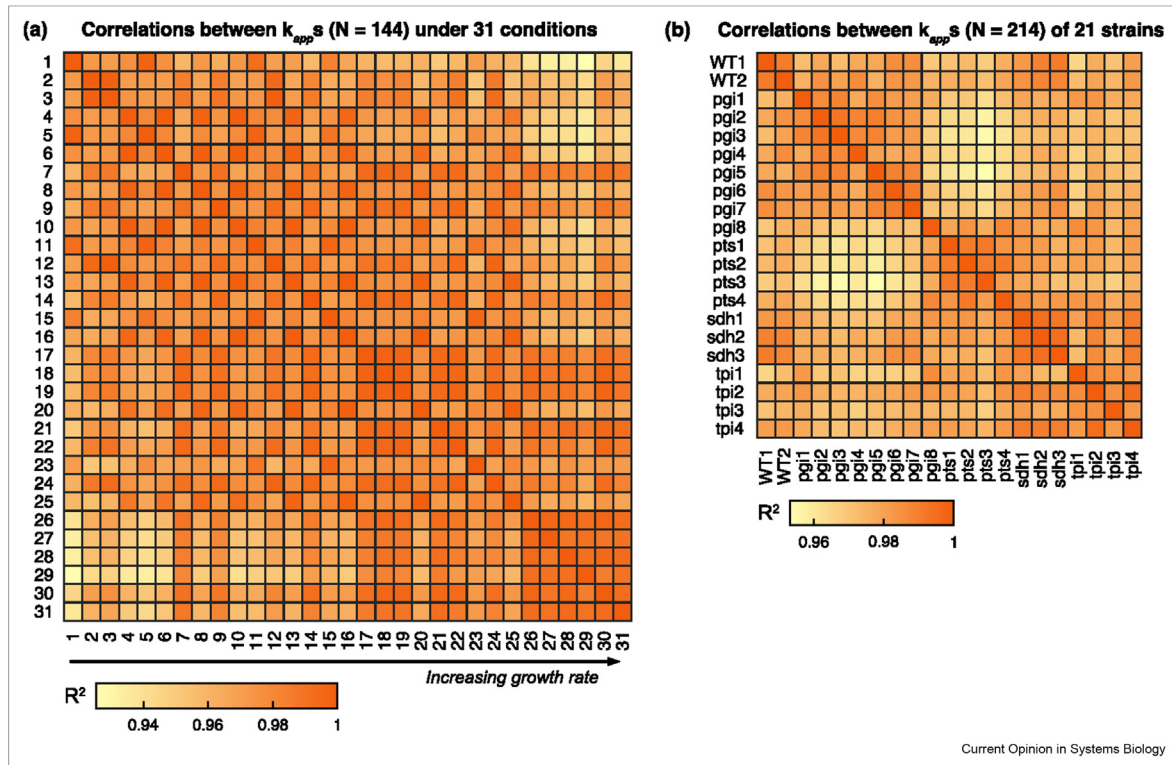 (a) Correlations between kapps (N = 144) under 31 conditions
1
2
3
4
5
6
7
8
9
10
11
12
13
14
15
16
17
18
19
20
21
22
23
24
25
26
27
28
29
30
31
1 2 3 4 5 6 7 8 9 10 11 12 13 14 15 16 17 18 19 20 21 22 23 24 25 26 27 28 29 30 31
Increasing growth rate
R²
0.94 0.96 0.98 1
(b) Correlations between kapps (N = 214) of 21 strains
WT1
WT2
pgi1
pgi2
pgi3
pgi4
pgi5
pgi6
pgi7
pgi8
pts1
pts2
pts3
pts4
sdh1
sdh2
sdh3
tpi1
tpi2
tpi3
tpi4
WT1 WT2 pgi1 pgi2 pgi3 pgi4 pgi5 pgi6 pgi7 pgi8 pts1 pts2 pts3 pts4 sdh1 sdh2 sdh3 tpi1 tpi2 tpi3 tpi4
R²
0.96 0.98 1
Current Opinion in Systems Biology